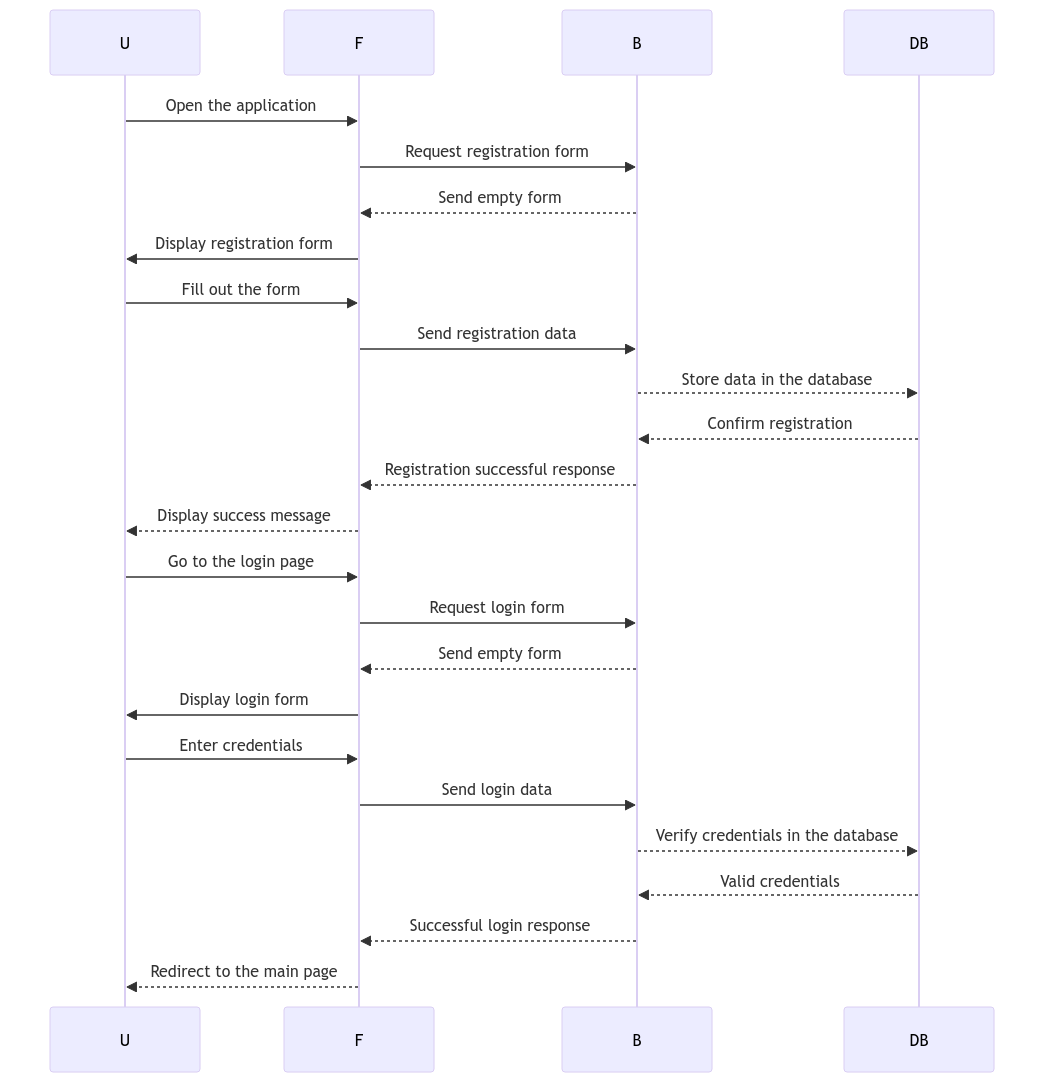 U
F
B
DB
Open the application
Request registration form
Send empty form
Display registration form
Fill out the form
Send registration data
Store data in the database
Confirm registration
Registration successful response
Display success message
Go to the login page
Request login form
Send empty form
Display login form
Enter credentials
Send login data
Verify credentials in the database
Valid credentials
Successful login response
Redirect to the main page
U
F
B
DB